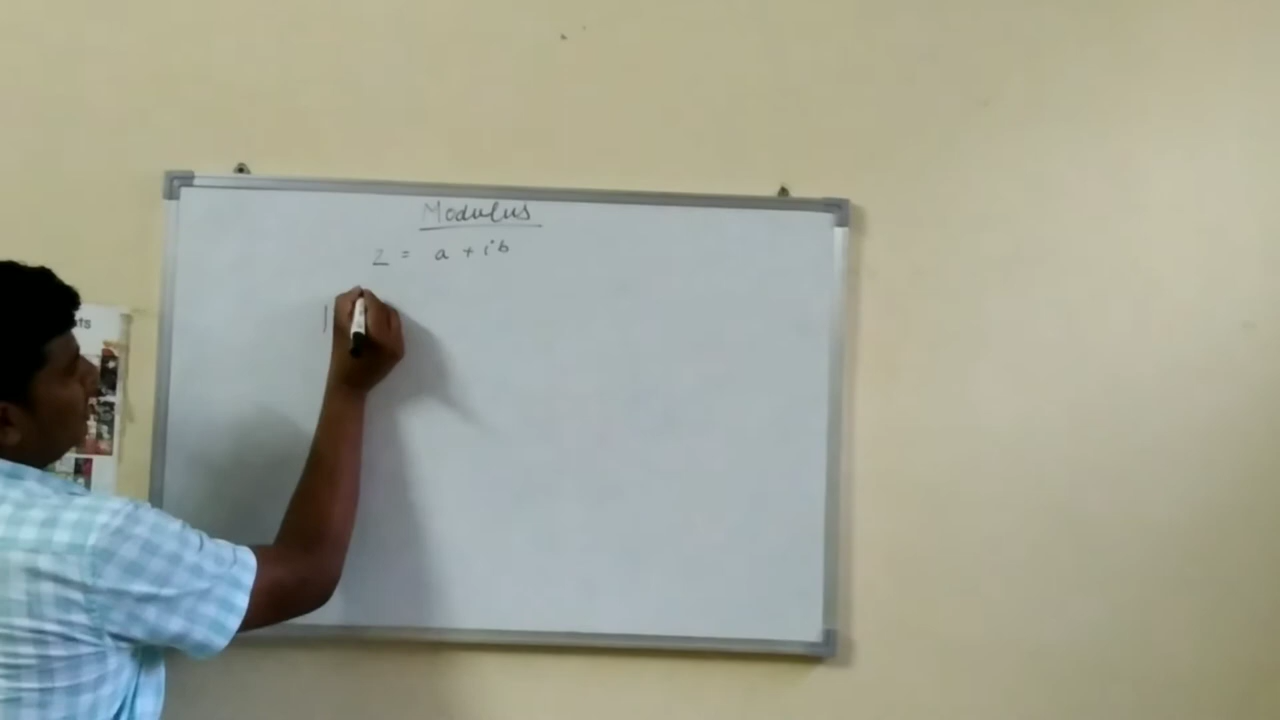 Modulus
z = a + ib
|